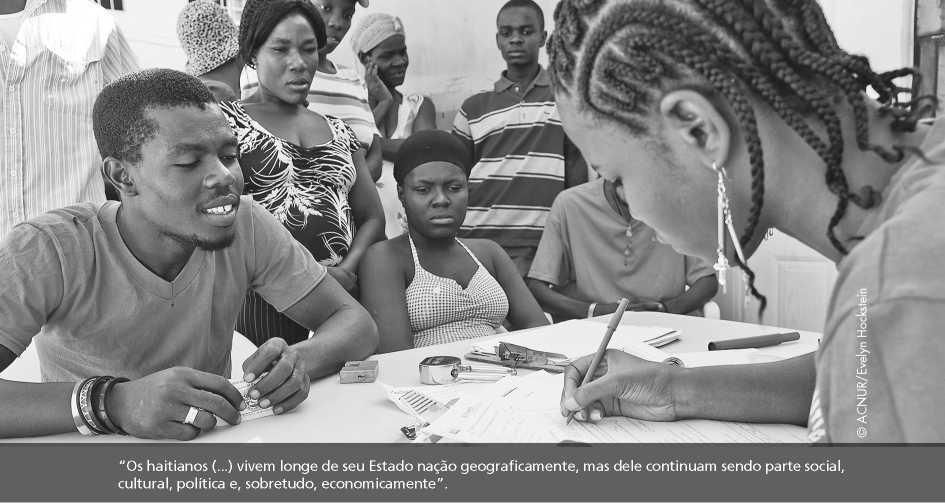 © ACNUR/Evelyn Hockstein
“Os haitianos (...) vivem longe de seu Estado nação geograficamente, mas dele continuam sendo parte social,
cultural, política e, sobretudo, economicamente”.